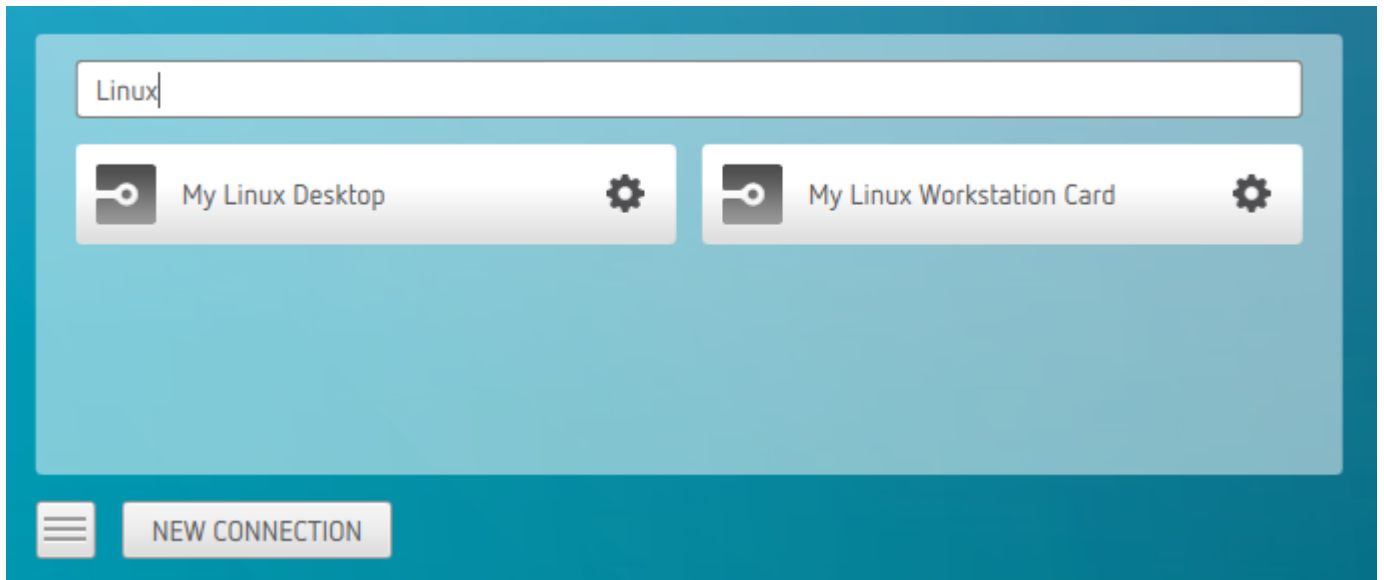 Linux
My Linux Desktop
My Linux Workstation Card
NEW CONNECTION